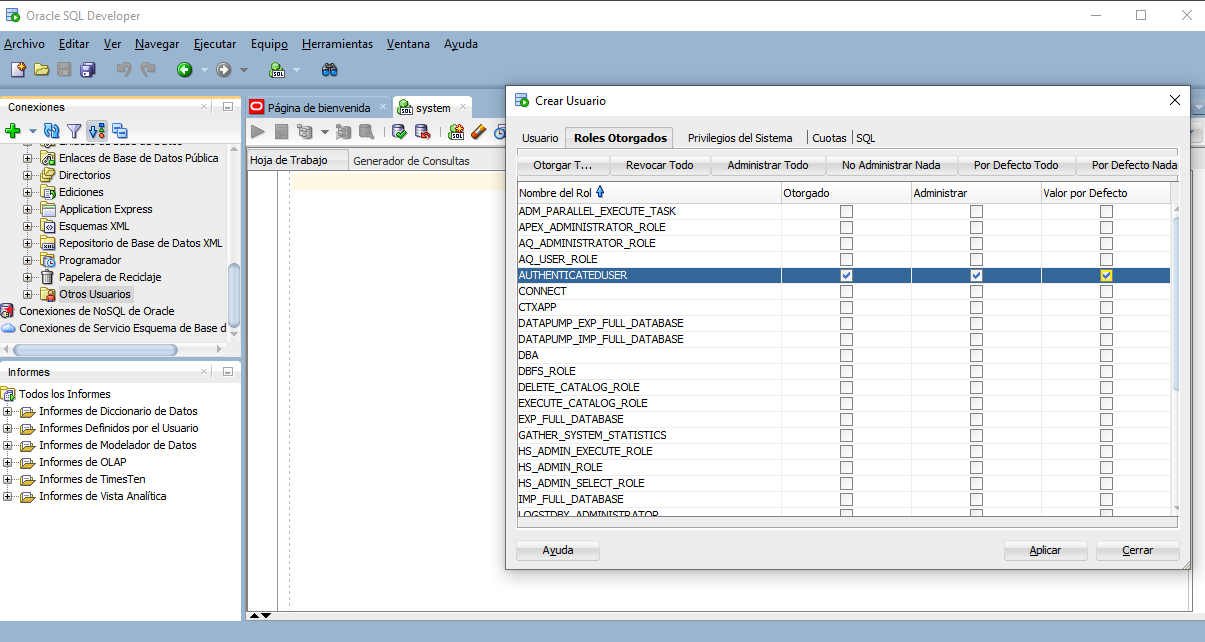 Oracle SQL Developer
Archivo Editar Ver Navegar Ejecutar Equipo Herramientas Ventana Ayuda
Conexiones
Enlaces de Base de Datos Pública
Directorios
Ediciones
Application Express
Esquemas XML
Repositorio de Base de Datos XML
Programador
Papelera de Reciclaje
Otros Usuarios
Conexiones de NoSQL de Oracle
Conexiones de Servicio Esquema de Base d
Informes
Todos los Informes
Informes de Diccionario de Datos
Informes Definidos por el Usuario
Informes de Modelador de Datos
Informes de OLAP
Informes de TimesTen
Informes de Vista Analítica
Página de bienvenida
system
Hoja de Trabajo Generador de Consultas
Crear Usuario
Usuario Roles Otorgados Privilegios del Sistema Cuotas SQL
Otorgar T... Revocar Todo Administrar Todo No Administrar Nada Por Defecto Todo Por Defecto Nada
Nombre del Rol Otorgado Administrar Valor por Defecto
ADM_PARALLEL_EXECUTE_TASK
APEX_ADMINISTRATOR_ROLE
AQ_ADMINISTRATOR_ROLE
AQ_USER_ROLE
AUTHENTICATEDUSER
CONNECT
CTXAPP
DATAPUMP_EXP_FULL_DATABASE
DATAPUMP_IMP_FULL_DATABASE
DBA
DBFS_ROLE
DELETE_CATALOG_ROLE
EXECUTE_CATALOG_ROLE
EXP_FULL_DATABASE
GATHER_SYSTEM_STATISTICS
HS_ADMIN_EXECUTE_ROLE
HS_ADMIN_ROLE
HS_ADMIN_SELECT_ROLE
IMP_FULL_DATABASE
LOGSTDBY_ADMINISTRATOR
Ayuda Aplicar Cerrar